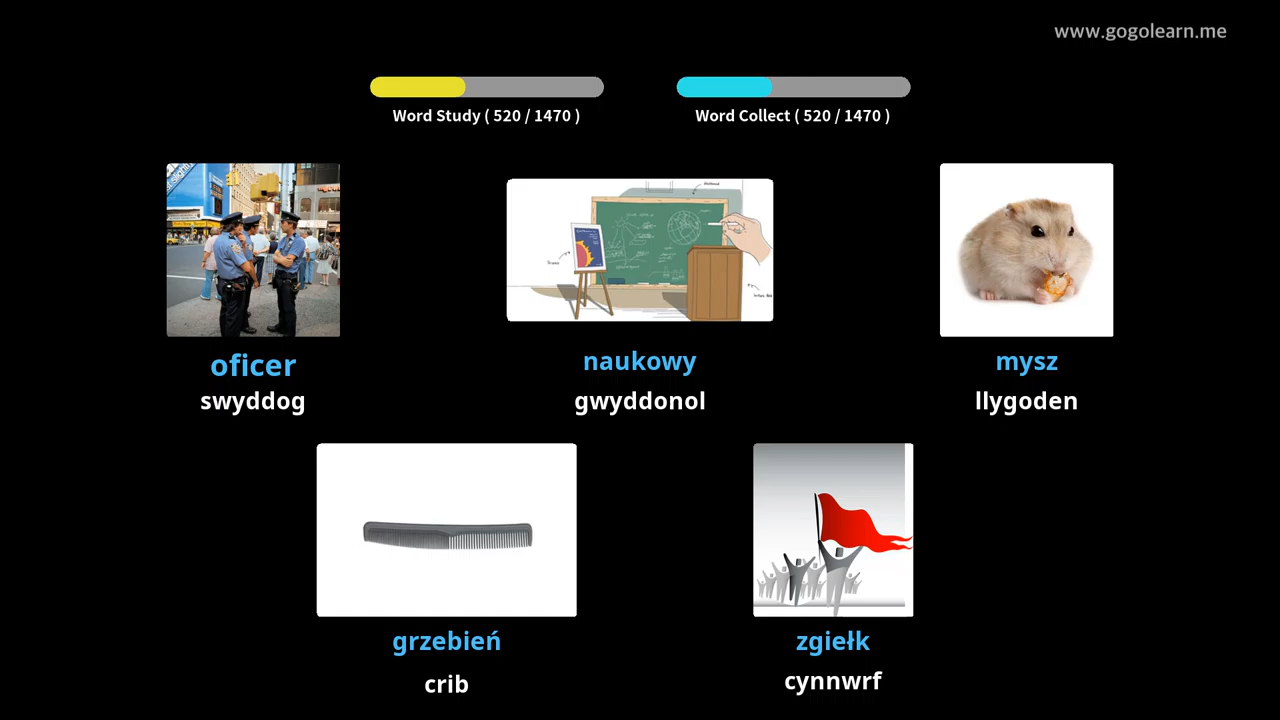 www.gogolearn.me
Word Study ( 520 / 1470 )
Word Collect ( 520 / 1470 )
oficer
swyddog
naukowy
gwyddonol
mysz
llygoden
grzebień
crib
zgiełk
cynnwrf